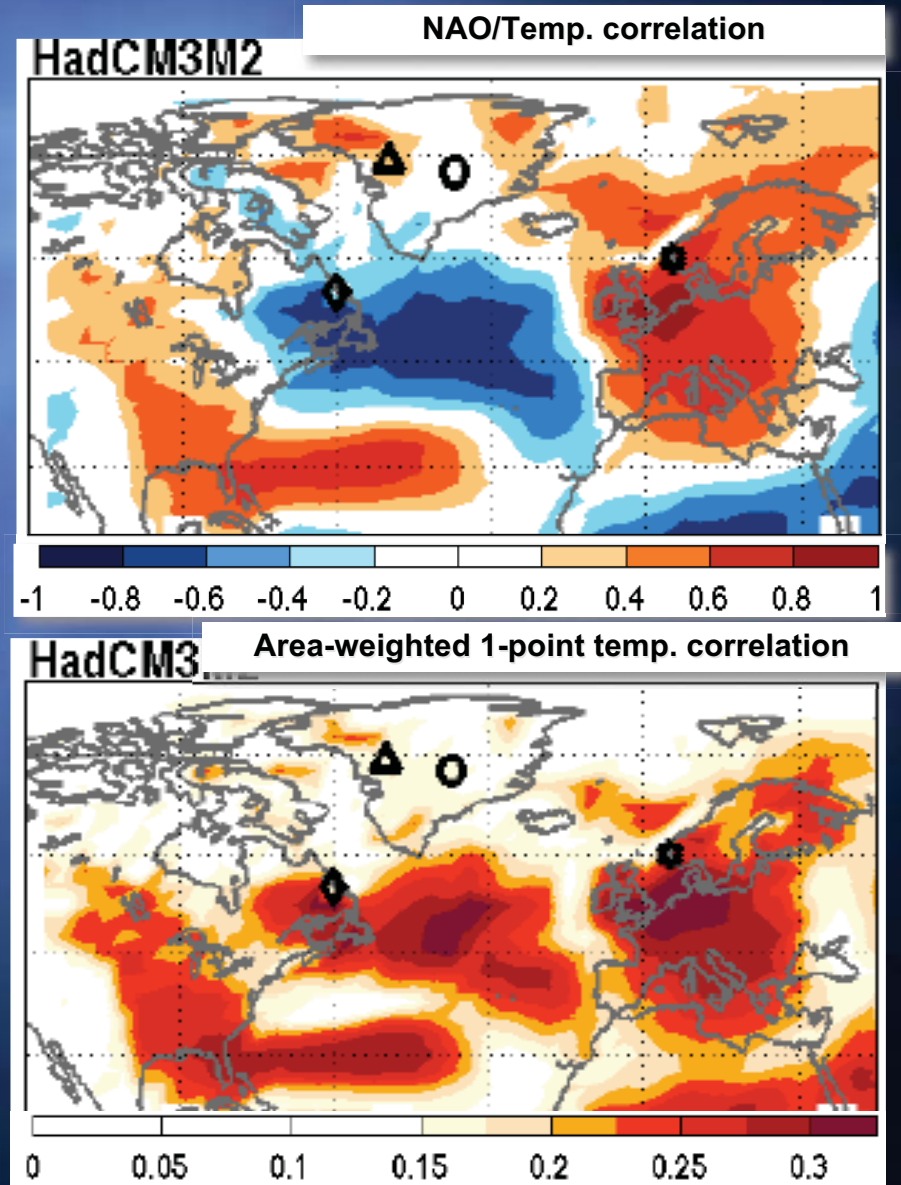 NAO/Temp. correlation
HadCM3M2
-1 -0.8 -0.6 -0.4 -0.2 0 0.2 0.4 0.6 0.8 1
Area-weighted 1-point temp. correlation
HadCM3
0 0.05 0.1 0.15 0.2 0.25 0.3